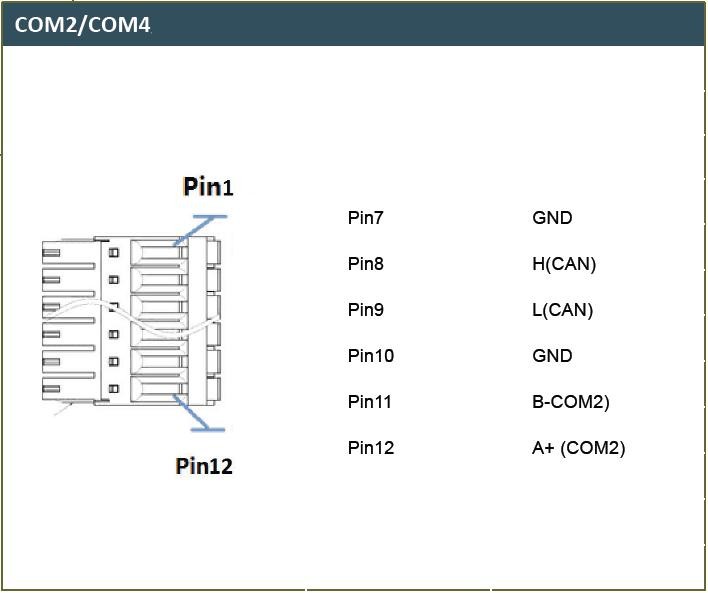 COM2/COM4
Pin1
Pin7 GND
Pin8 H(CAN)
Pin9 L(CAN)
Pin10 GND
Pin11 B-COM2)
Pin12 A+ (COM2)
Pin12